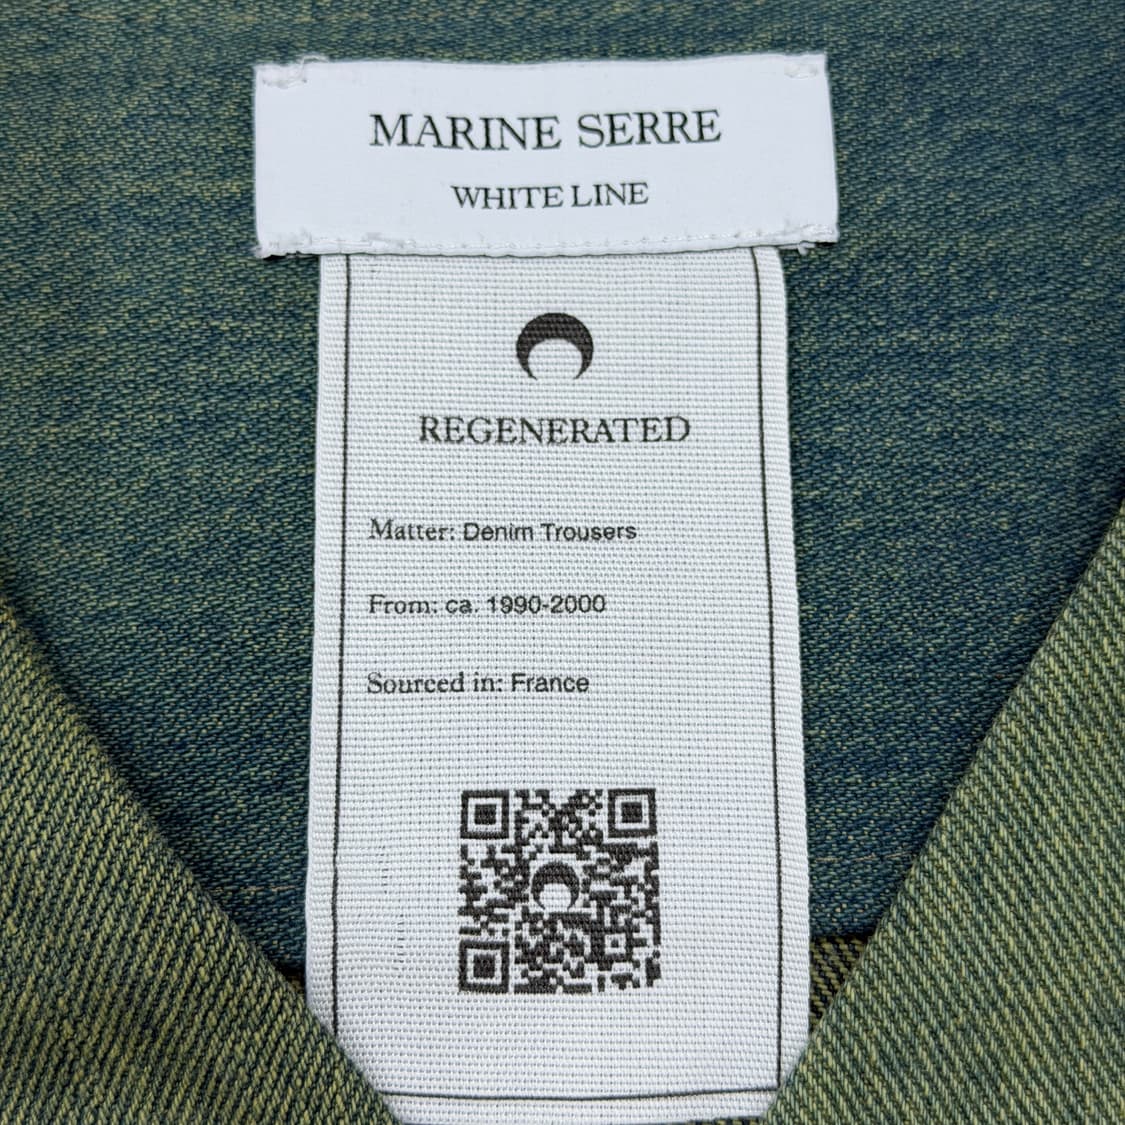 MARINE SERRE
WHITE LINE
REGENERATED
Matter: Denim Trousers
From: ca. 1990-2000
Sourced in: France